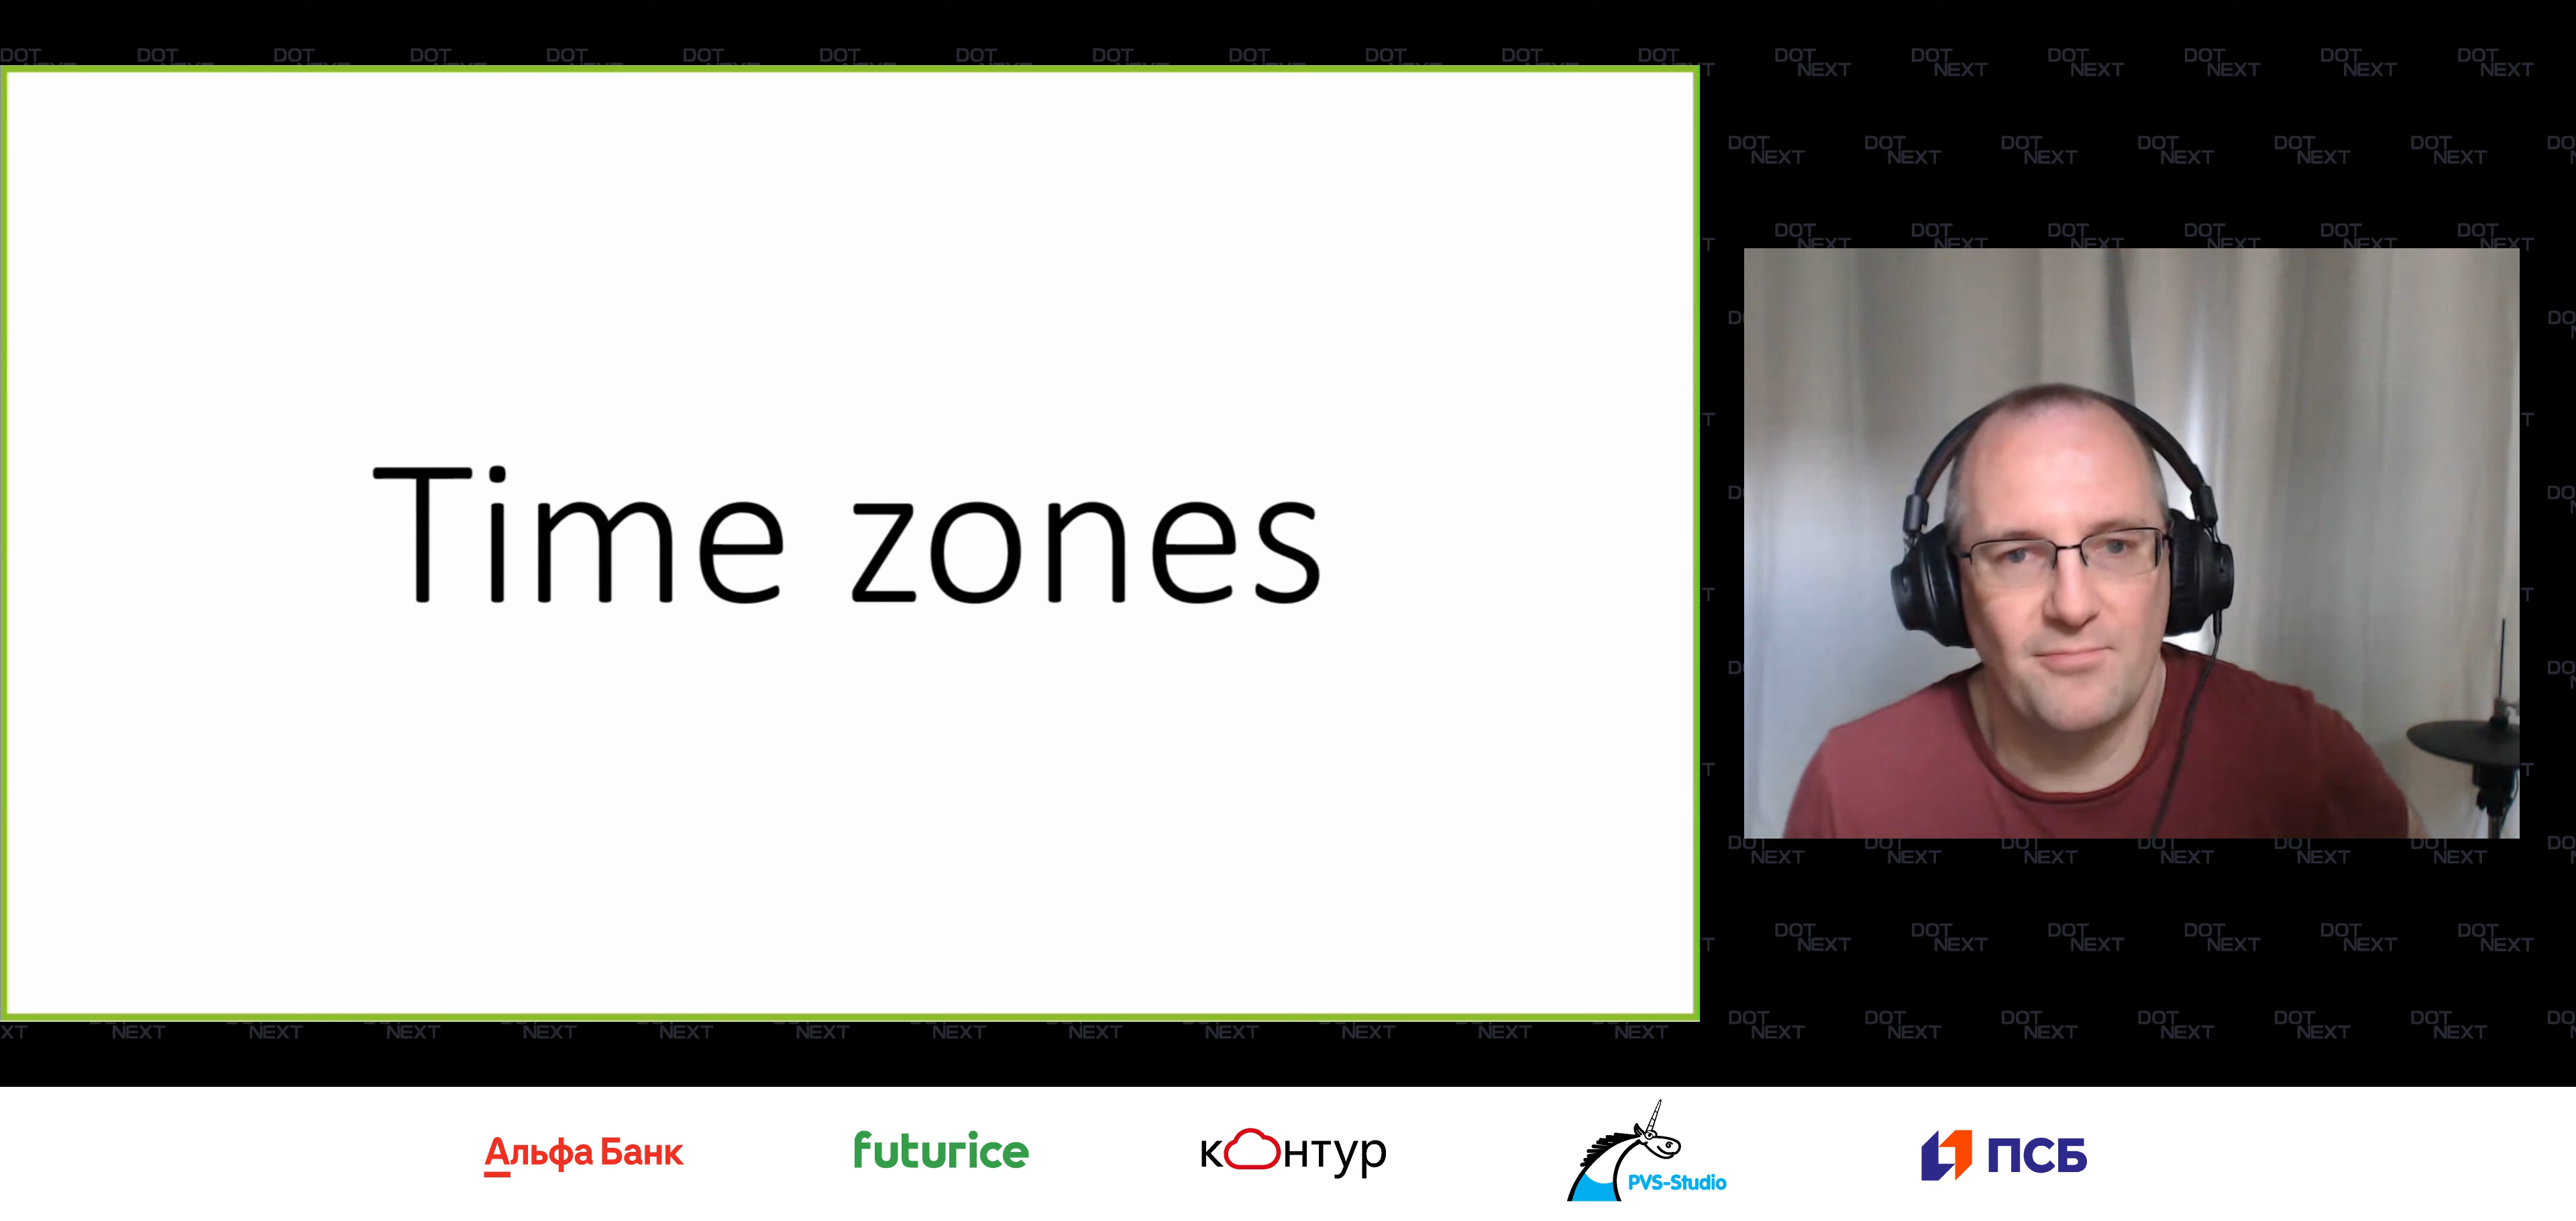 Time zones
DOT
NEXT
Альфа Банк
futurice
контур
PVS-Studio
ПСБ